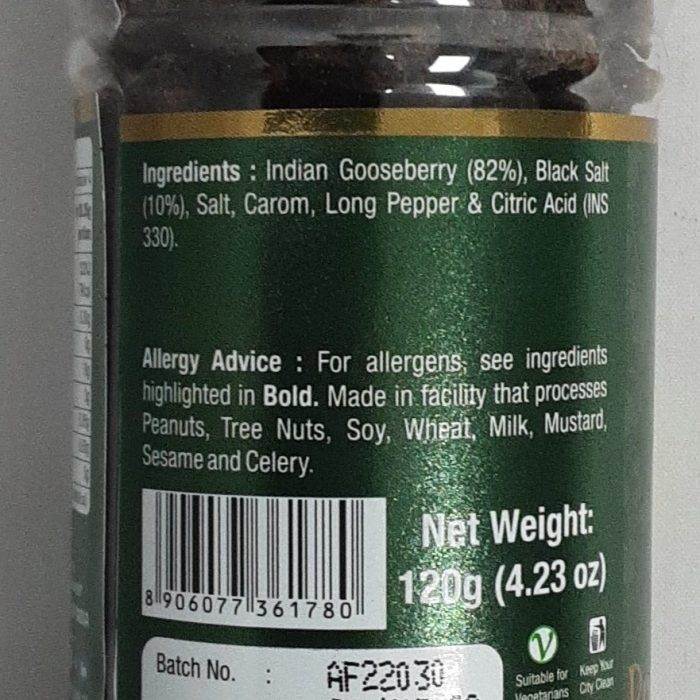 Ingredients : Indian Gooseberry (82%), Black Salt
(10%), Salt, Carom, Long Pepper & Citric Acid (INS
330).
Allergy Advice : For allergens, see ingredients
highlighted in Bold. Made in facility that processes
Peanuts, Tree Nuts, Soy, Wheat, Milk, Mustard,
Sesame and Celery.
Net Weight:
120g (4.23 oz)
8 906077 361780
Batch No. : AF22030
Suitable for
Vegetarians
Keep Your
City Clean